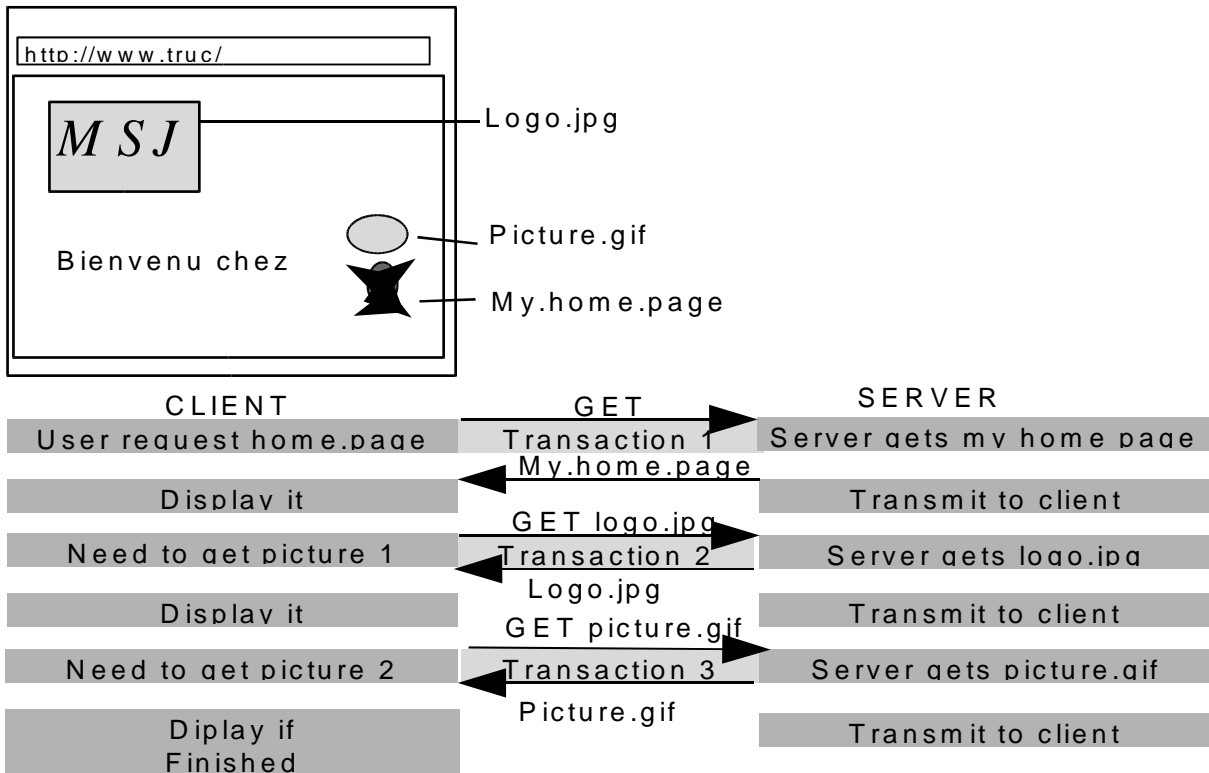 http://www.truc/
MSJ
Logo.jpg
Picture.gif
Bienvenu chez
My.home.page
CLIENT
GET
SERVER
User request home.page
Transaction 1
Server gets my home page
My.home.page
Display it
Transmit to client
GET logo.jpg
Need to get picture 1
Transaction 2
Server gets logo.jpg
Logo.jpg
Display it
Transmit to client
GET picture.gif
Need to get picture 2
Transaction 3
Server gets picture.gif
Picture.gif
Diplay if
Transmit to client
Finished